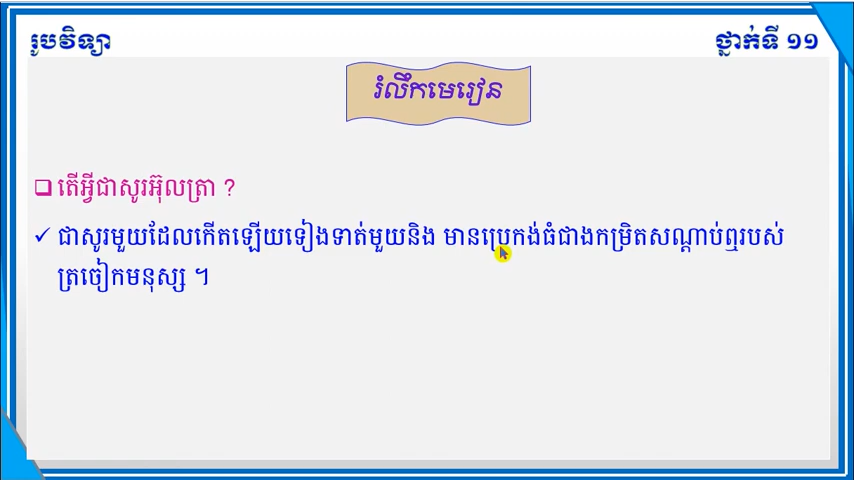 រូបវិទ្យា
ថ្នាក់ទី ១១
រំលឹកមេរៀន
តើអ្វីជាសូរអ៊ុលត្រា ?
ជាសូរមួយដែលកើតឡើយទៀងទាត់មួយនិង មានប្រេកង់ធំជាងកម្រិតសណ្តាប់ឮរបស់
ត្រចៀកមនុស្ស ។